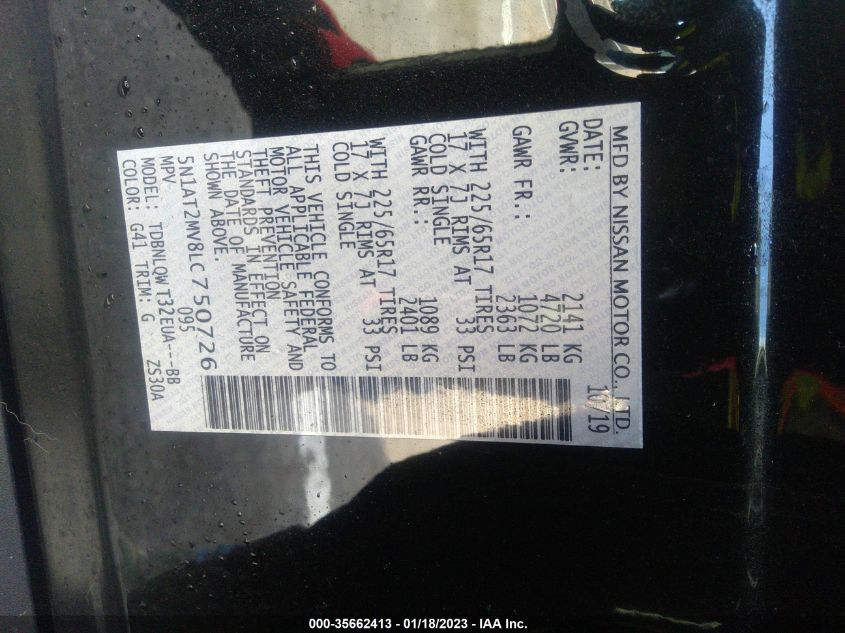 MFD BY NISSAN MOTOR CO., LTD.
DATE: 10/19
GVWR: 2141 KG
4720 LB
GAWR FR.: 1072 KG
2363 LB
WITH 225/65R17 TIRES
17 X 7J RIMS AT 33 PSI
COLD SINGLE
GAWR RR.: 1089 KG
2401 LB
WITH 225/65R17 TIRES
17 X 7J RIMS AT 33 PSI
COLD SINGLE
THIS VEHICLE CONFORMS TO
ALL APPLICABLE FEDERAL
MOTOR VEHICLE SAFETY AND
THEFT PREVENTION
STANDARDS IN EFFECT ON
THE DATE OF MANUFACTURE
SHOWN ABOVE.
5N1AT2MV8LC750726
MPV 095
MODEL: TDBNLQWT32EUA---BB
COLOR: G41 TRIM: G ZS30A
000-35662413 - 01/18/2023 - IAA Inc.